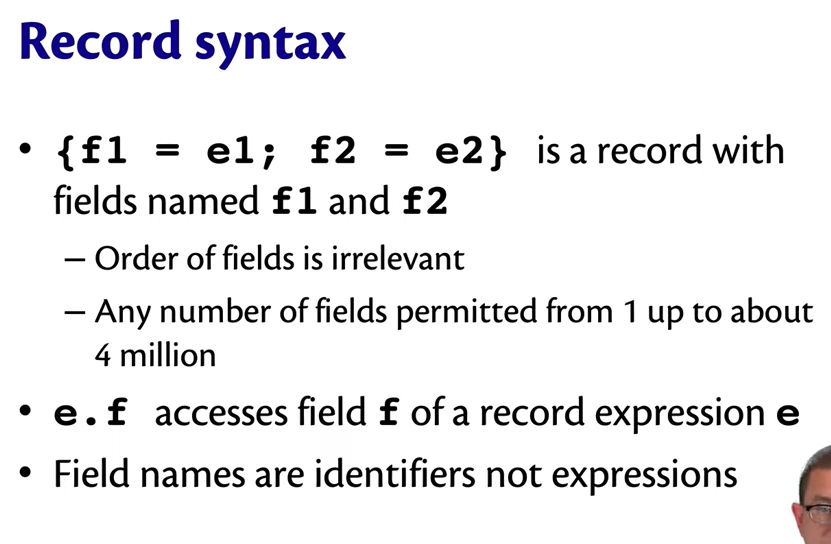 Record syntax
• {f1 = e1; f2 = e2} is a record with
fields named f1 and f2
– Order of fields is irrelevant
– Any number of fields permitted from 1 up to about
4 million
• e.f accesses field f of a record expression e
• Field names are identifiers not expressions